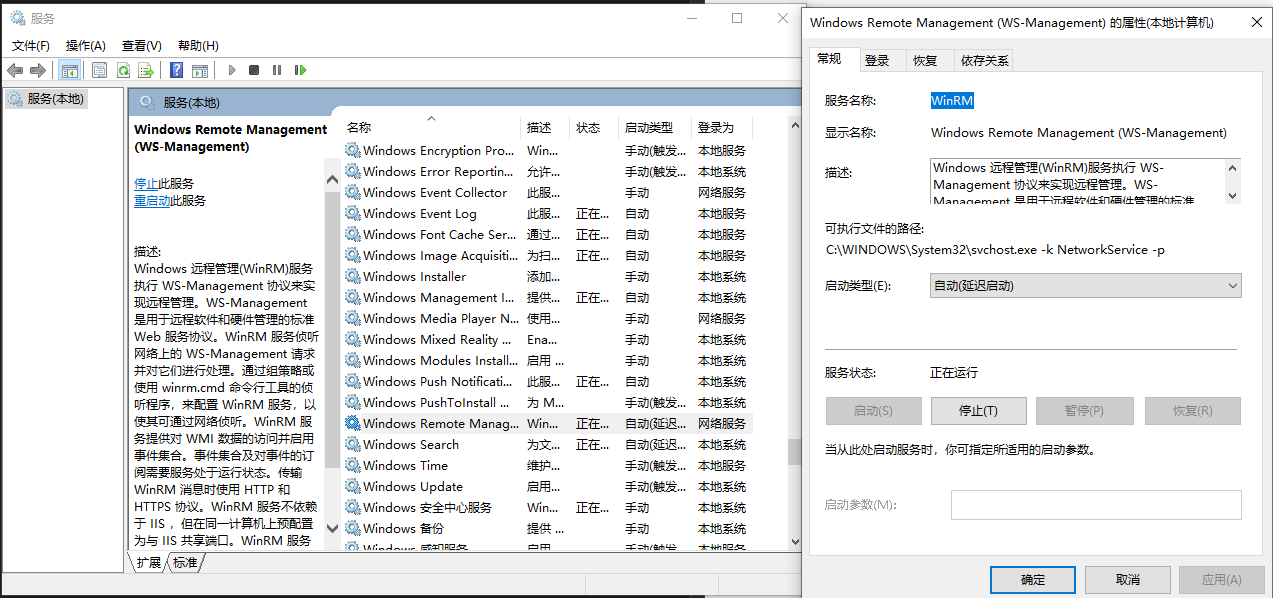 服务
文件(F) 操作(A) 查看(V) 帮助(H)
服务(本地)
服务(本地)
Windows Remote Management
(WS-Management)
停止此服务
重启动此服务
描述:
Windows 远程管理(WinRM)服务
执行 WS-Management 协议来实
现远程管理。WS-Management
是用于远程软件和硬件管理的标准
Web 服务协议。WinRM 服务侦听
网络上的 WS-Management 请求
并对它们进行处理。通过组策略或
使用 winrm.cmd 命令行工具的侦
听程序，来配置 WinRM 服务，以
使其可通过网络侦听。WinRM 服
务提供对 WMI 数据的访问并启用
事件集合。事件集合及对事件的订
阅需要服务处于运行状态。传输
WinRM 消息时使用 HTTP 和
HTTPS 协议。WinRM 服务不依赖
于 IIS ，但在同一计算机上预配置
为与 IIS 共享端口。WinRM 服务
名称 描述 状态 启动类型 登录为
Windows Encryption Pro... Win... 手动(触发... 本地服务
Windows Error Reportin... 允许... 手动(触发... 本地系统
Windows Event Collector 此服... 手动 网络服务
Windows Event Log 此服... 正在... 自动 本地服务
Windows Font Cache Ser... 通过... 正在... 自动 本地服务
Windows Image Acquisiti... 为扫... 正在... 自动 本地服务
Windows Installer 添加... 手动 本地系统
Windows Management I... 提供... 正在... 自动 本地系统
Windows Media Player N... 使用... 手动 网络服务
Windows Mixed Reality ... Ena... 手动 本地系统
Windows Modules Install... 启用 ... 手动 本地系统
Windows Push Notificati... 此服... 正在... 自动 本地系统
Windows PushToInstall ... 为 M... 手动(触发... 本地系统
Windows Remote Manag... Win... 正在... 自动(延迟... 网络服务
Windows Search 为文... 正在... 自动(延迟... 本地系统
Windows Time 维护... 手动(触发... 本地服务
Windows Update 启用... 手动(触发... 本地系统
Windows 安全中心服务 Win... 正在... 手动 本地系统
Windows 备份 提供 ... 手动 本地系统
Windows 感知服务 启用... 手动(触发... 本地服务
扩展 标准
Windows Remote Management (WS-Management) 的属性(本地计算机)
常规 登录 恢复 依存关系
服务名称: WinRM
显示名称: Windows Remote Management (WS-Management)
描述:
Windows 远程管理(WinRM)服务执行 WS-
Management 协议来实现远程管理。WS-
Management 是用于远程软件和硬件管理的标准
可执行文件的路径:
C:\WINDOWS\System32\svchost.exe -k NetworkService -p
启动类型(E): 自动(延迟启动)
服务状态: 正在运行
启动(S) 停止(T) 暂停(P) 恢复(R)
当从此处启动服务时，你可指定所适用的启动参数。
启动参数(M):
确定 取消 应用(A)